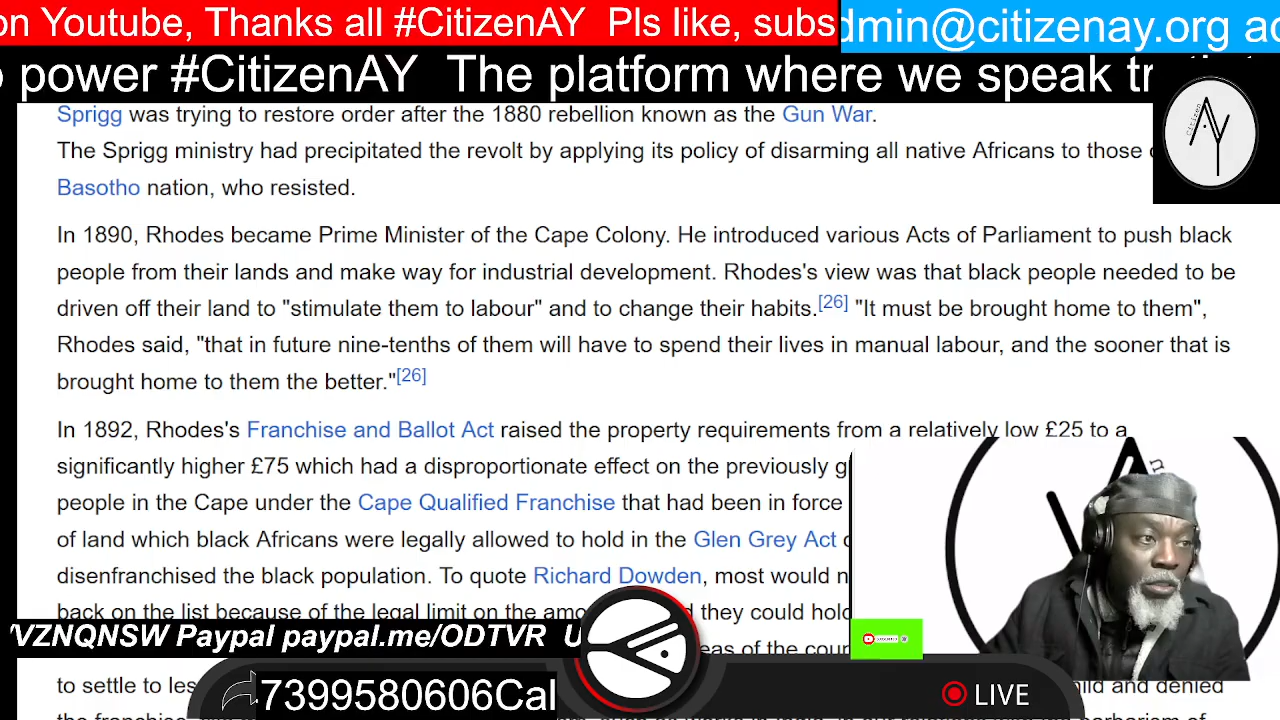 on Youtube, Thanks all #CitizenAY Pls like, subs
dmin@citizenay.org
power #CitizenAY The platform where we speak
Citizen
AY
Sprigg was trying to restore order after the 1880 rebellion known as the Gun War.
The Sprigg ministry had precipitated the revolt by applying its policy of disarming all native Africans to those
Basotho nation, who resisted.
In 1890, Rhodes became Prime Minister of the Cape Colony. He introduced various Acts of Parliament to push black
people from their lands and make way for industrial development. Rhodes's view was that black people needed to be
driven off their land to "stimulate them to labour" and to change their habits.[26] "It must be brought home to them",
Rhodes said, "that in future nine-tenths of them will have to spend their lives in manual labour, and the sooner that is
brought home to them the better."[26]
In 1892, Rhodes's Franchise and Ballot Act raised the property requirements from a relatively low £25 to a
significantly higher £75 which had a disproportionate effect on the previously
people in the Cape under the Cape Qualified Franchise that had been in force
of land which black Africans were legally allowed to hold in the Glen Grey Act
disenfranchised the black population. To quote Richard Dowden, most would
back on the list because of the legal limit on the they could
VZNQNSW Paypal paypal.me/ODTVR
of the
to settle to and denied
7399580606Cal
LIVE
the franchise